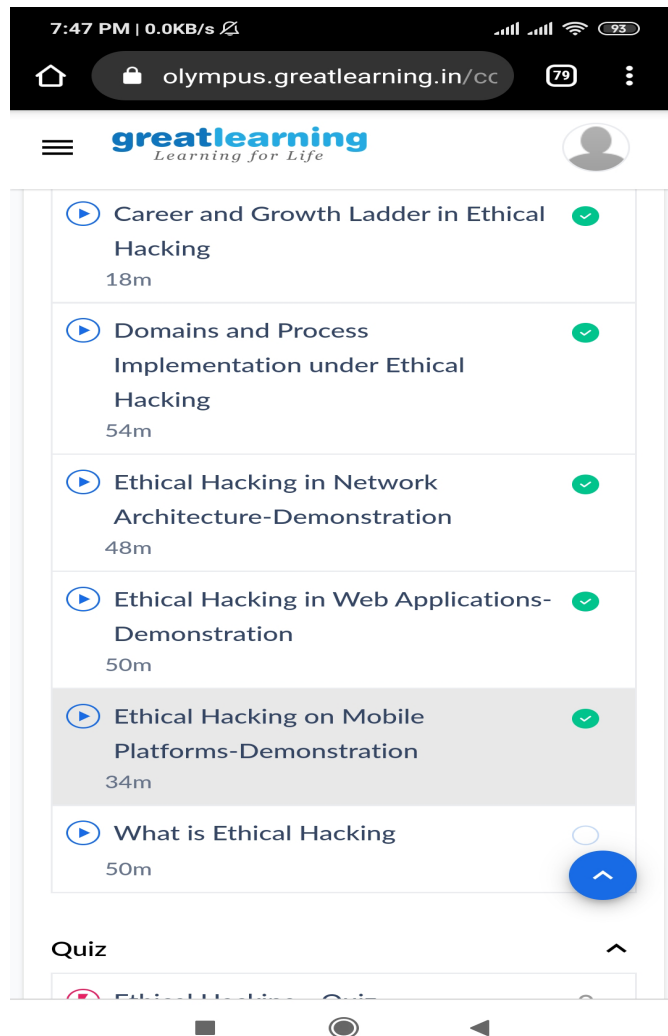 7:47 PM | 0.0KB/s
93
olympus.greatlearning.in/cc
79
greatlearning
Learning for Life
Career and Growth Ladder in Ethical
Hacking
18m
Domains and Process
Implementation under Ethical
Hacking
54m
Ethical Hacking in Network
Architecture-Demonstration
48m
Ethical Hacking in Web Applications-
Demonstration
50m
Ethical Hacking on Mobile
Platforms-Demonstration
34m
What is Ethical Hacking
50m
Quiz
Ethical Hacking - Quiz